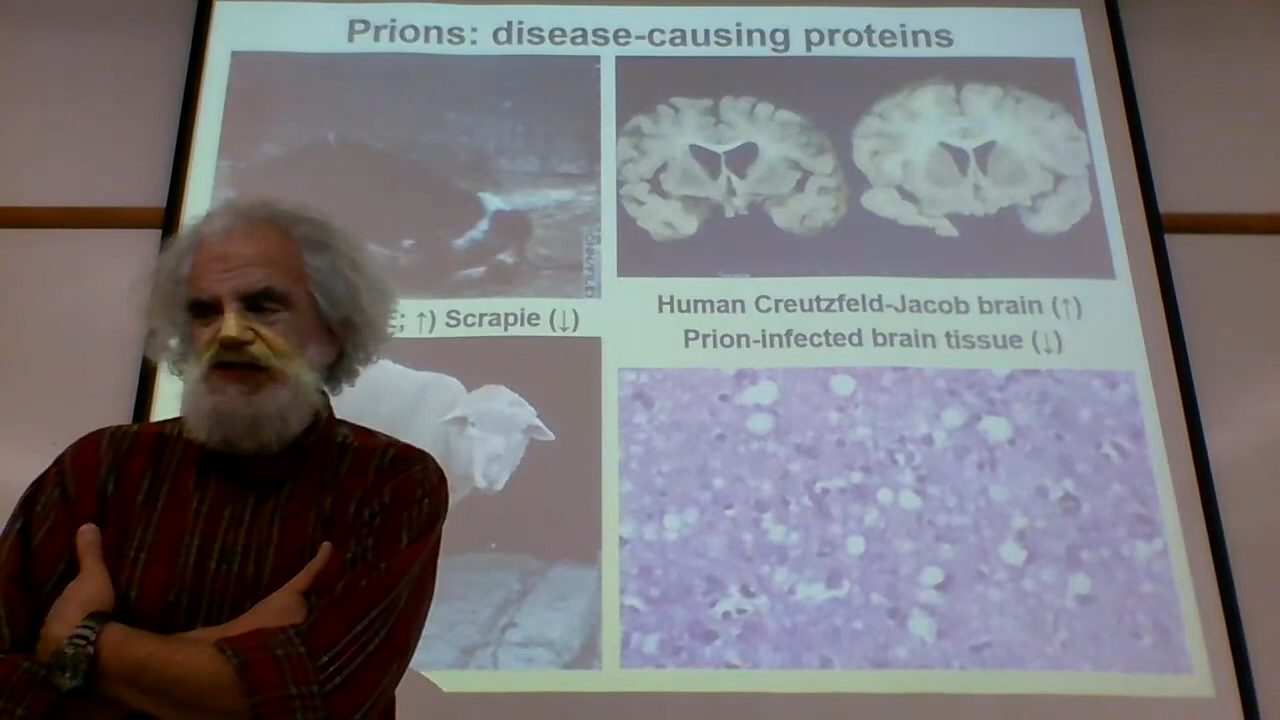 Prions: disease-causing proteins
; ↑) Scrapie (↓)
Human Creutzfeld-Jacob brain (↑)
Prion-infected brain tissue (↓)